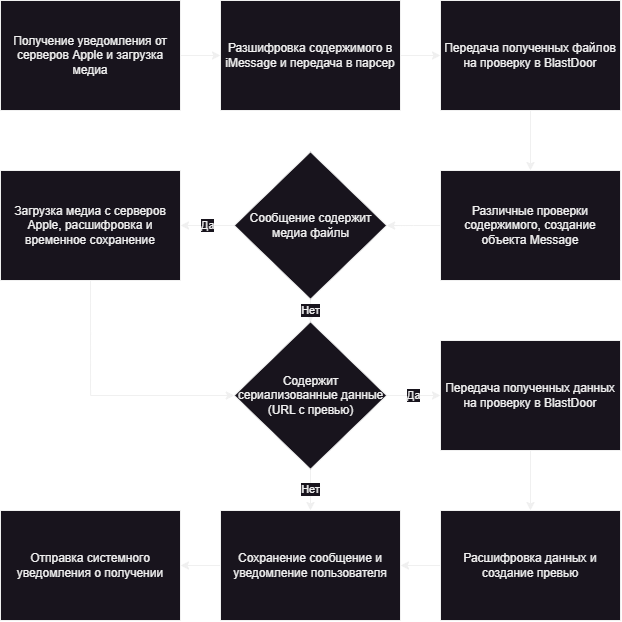 Получение уведомления от
серверов Apple и загрузка
медиа
Разшифровка содержимого в
iMessage и передача в парсер
Передача полученных файлов
на проверку в BlastDoor
Загрузка медиа с серверов
Apple, расшифровка и
временное сохранение
Да
Сообщение содержит
медиа файлы
Различные проверки
содержимого, создание
объекта Message
Нет
Содержит
сериализованные данные
(URL с превью)
Да
Передача полученных данных
на проверку в BlastDoor
Нет
Отправка системного
уведомления о получении
Сохранение сообщение и
уведомление пользователя
Расшифровка данных и
создание превью